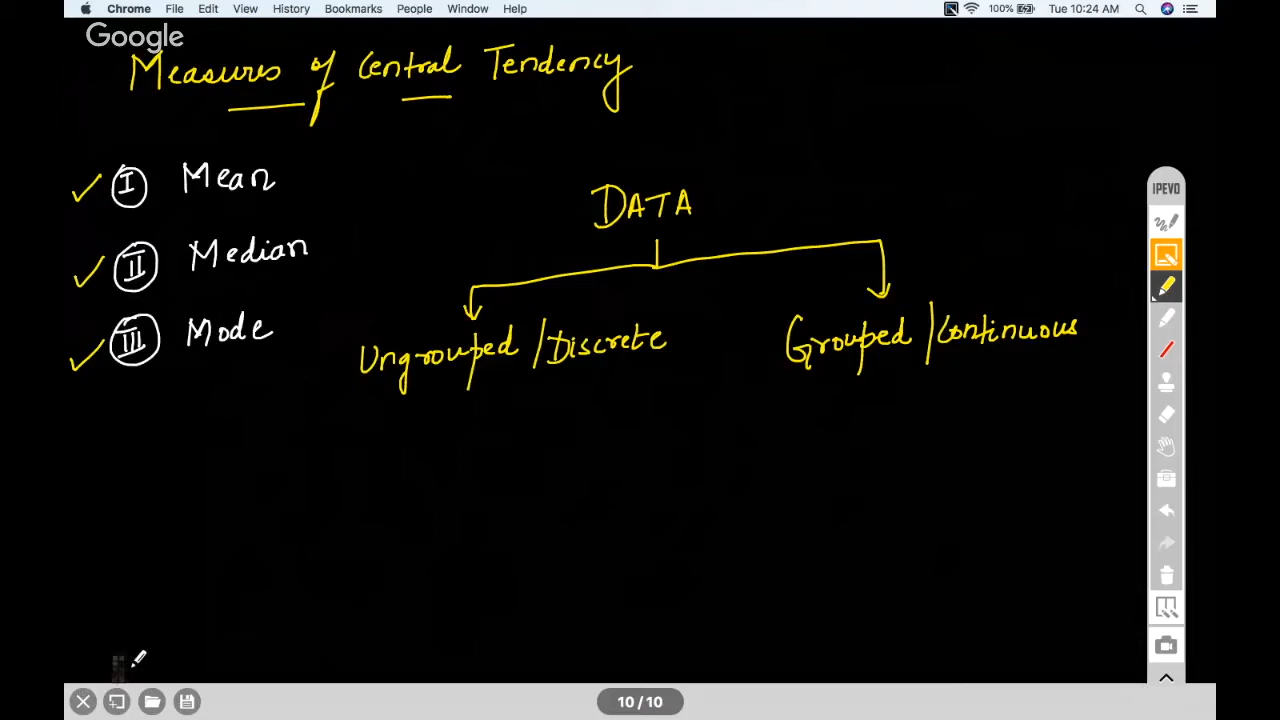 Chrome File Edit View History Bookmarks People Window Help 100% Tue 10:24 AM
Google
Measures of Central Tendency
I Mean
II Median
III Mode
DATA
Ungrouped /Discrete
Grouped /Continuous
IPEVO
10 / 10